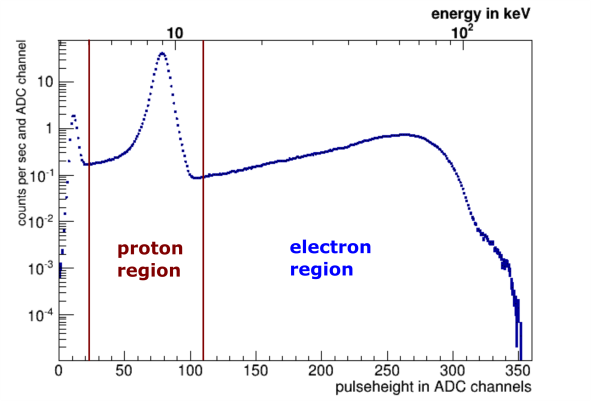 energy in keV
10 10²
counts per sec and ADC channel
10
1
10⁻¹
10⁻²
10⁻³
10⁻⁴
proton
region
electron
region
0 50 100 150 200 250 300 350
pulseheight in ADC channels